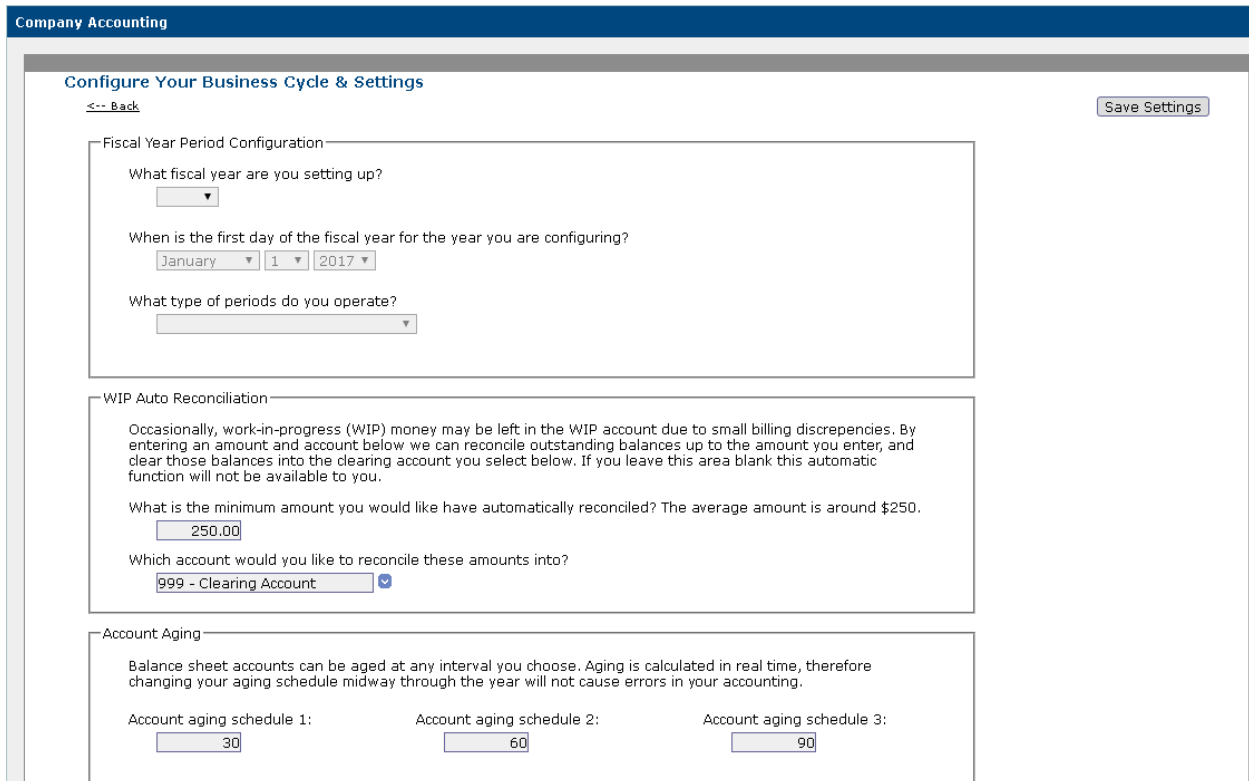 Company Accounting
Configure Your Business Cycle & Settings
<-- Back
Save Settings
Fiscal Year Period Configuration
What fiscal year are you setting up?
When is the first day of the fiscal year for the year you are configuring?
January 1 2017
What type of periods do you operate?
WIP Auto Reconciliation
Occasionally, work-in-progress (WIP) money may be left in the WIP account due to small billing discrepencies. By
entering an amount and account below we can reconcile outstanding balances up to the amount you enter, and
clear those balances into the clearing account you select below. If you leave this area blank this automatic
function will not be available to you.
What is the minimum amount you would like have automatically reconciled? The average amount is around $250.
250.00
Which account would you like to reconcile these amounts into?
999 - Clearing Account
Account Aging
Balance sheet accounts can be aged at any interval you choose. Aging is calculated in real time, therefore
changing your aging schedule midway through the year will not cause errors in your accounting.
Account aging schedule 1: Account aging schedule 2: Account aging schedule 3:
30 60 90